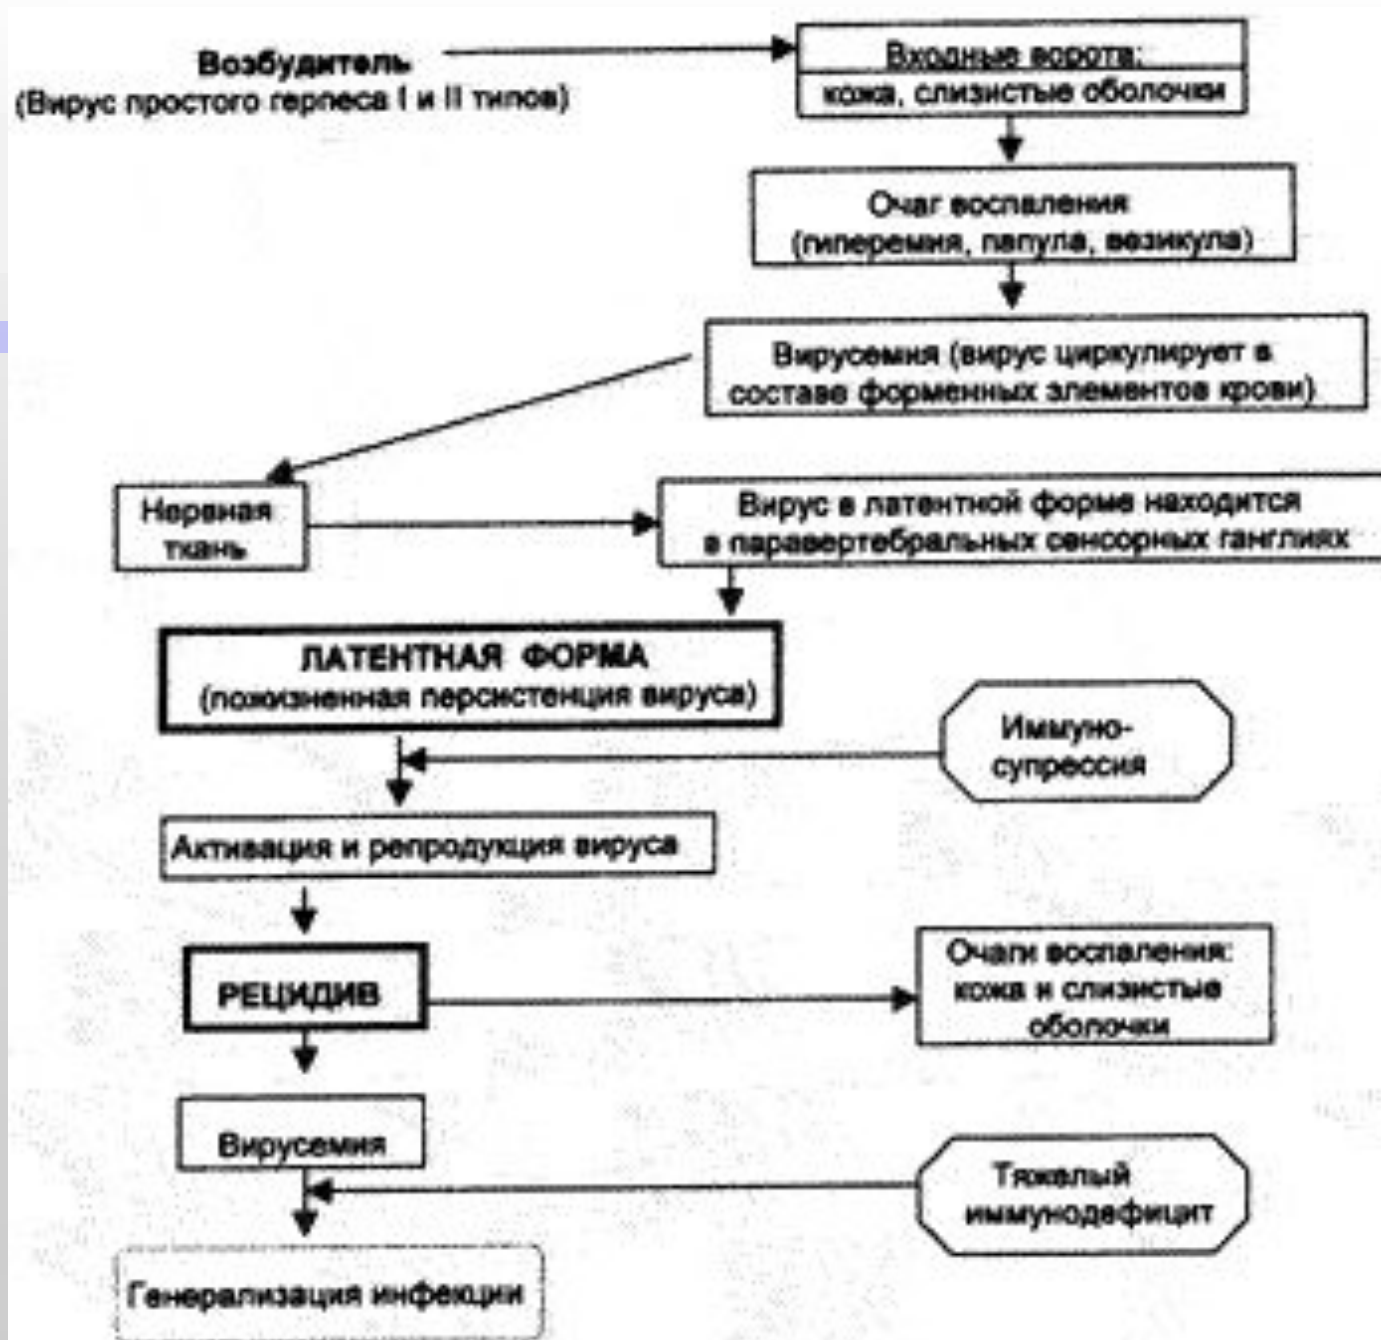 Возбудитель
(Вирус простого герпеса I и II типов)
Входные ворота:
кожа, слизистые оболочки
Очаг воспаления
(гиперемия, папула, везикула)
Вирусемия (вирус циркулирует в
составе форменных элементов крови)
Нервная
ткань
Вирус в латентной форме находится
в паравертебральных сенсорных ганглиях
ЛАТЕНТНАЯ ФОРМА
(пожизненная персистенция вируса)
Иммуно-
супрессия
Активация и репродукция вируса
РЕЦИДИВ
Очаги воспаления:
кожа и слизистые
оболочки
Вирусемия
Тяжелый
иммунодефицит
Генерализация инфекции